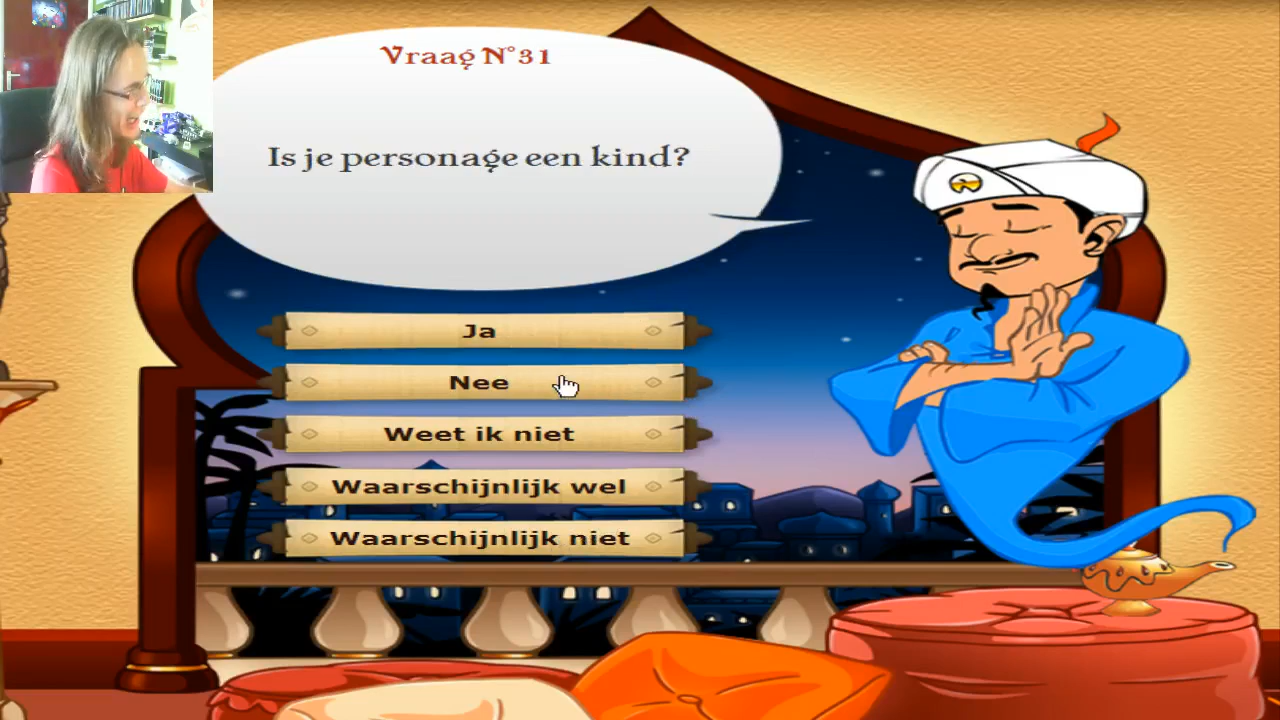 Vraag N°31
Is je personage een kind?
Ja
Nee
Weet ik niet
Waarschijnlijk wel
Waarschijnlijk niet